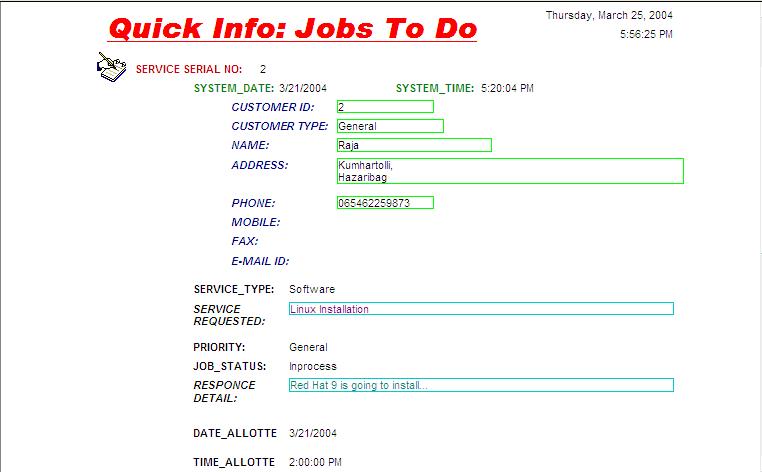 Quick Info: Jobs To Do
Thursday, March 25, 2004
5:56:25 PM
SERVICE SERIAL NO: 2
SYSTEM_DATE: 3/21/2004 SYSTEM_TIME: 5:20:04 PM
CUSTOMER ID: 2
CUSTOMER TYPE: General
NAME: Raja
ADDRESS: Kumhartolli,
Hazaribag
PHONE: 065462259873
MOBILE:
FAX:
E-MAIL ID:
SERVICE_TYPE: Software
SERVICE REQUESTED: Linux Installation
PRIORITY: General
JOB_STATUS: Inprocess
RESPONCE DETAIL: Red Hat 9 is going to install...
DATE_ALLOTTE 3/21/2004
TIME_ALLOTTE 2:00:00 PM